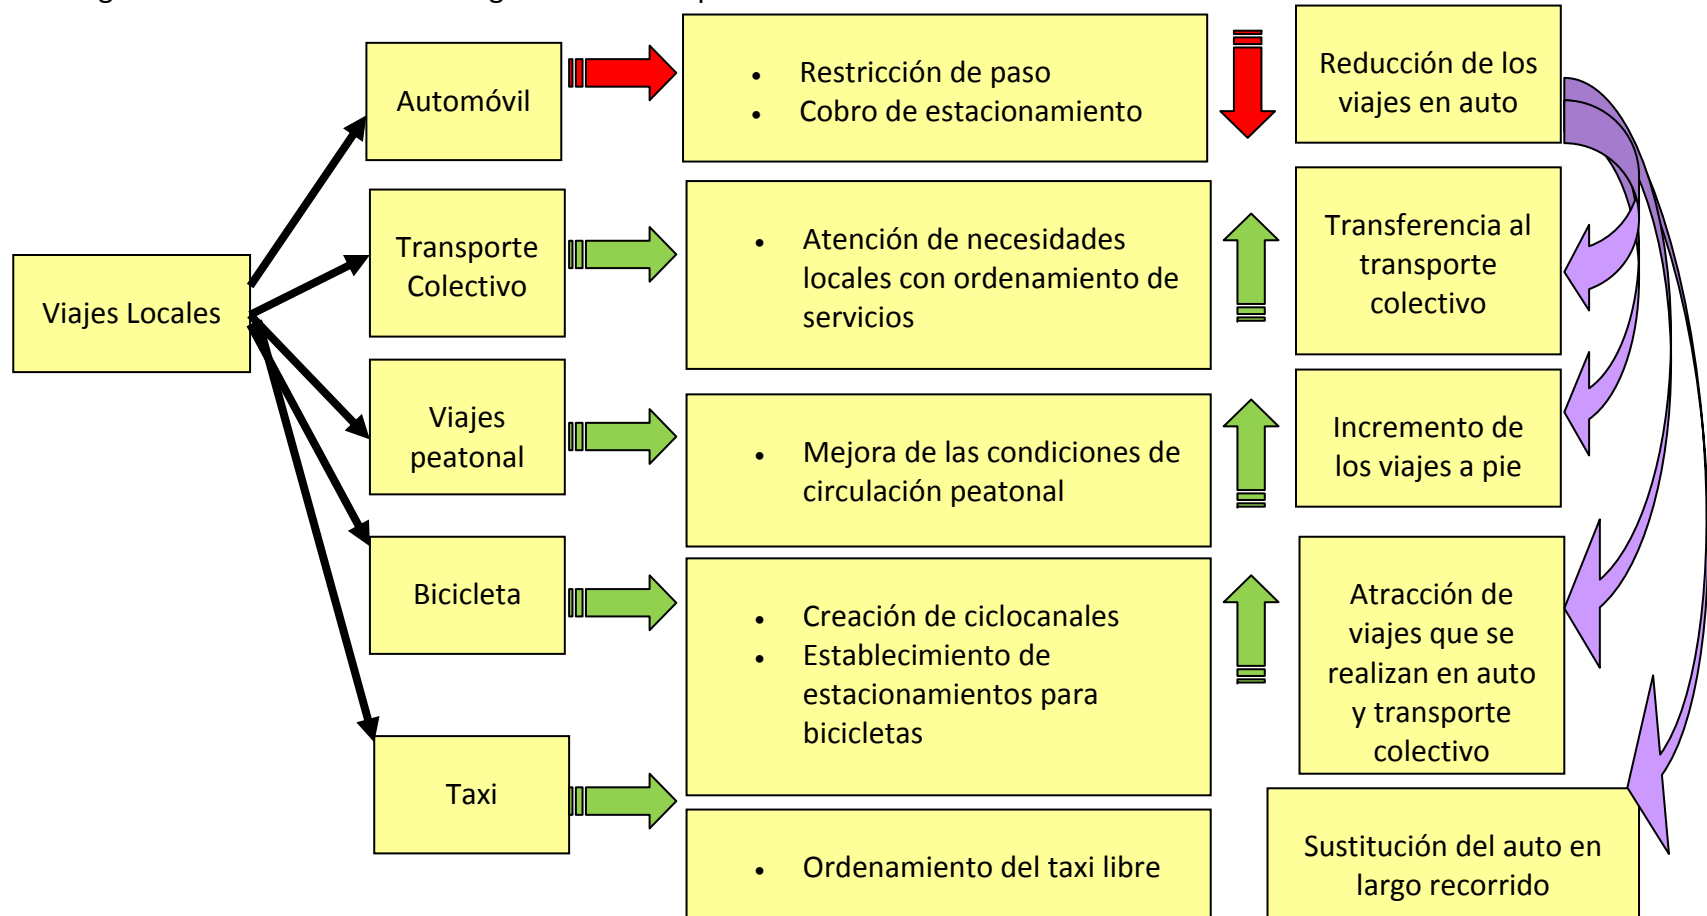 Automóvil
• Restricción de paso
• Cobro de estacionamiento
Reducción de los
viajes en auto
Viajes Locales
Transporte
Colectivo
• Atención de necesidades
locales con ordenamiento de
servicios
Transferencia al
transporte
colectivo
Viajes
peatonal
• Mejora de las condiciones de
circulación peatonal
Incremento de
los viajes a pie
Bicicleta
• Creación de ciclocanales
• Establecimiento de
estacionamientos para
bicicletas
Atracción de
viajes que se
realizan en auto
y transporte
colectivo
Taxi
• Ordenamiento del taxi libre
Sustitución del auto en
largo recorrido